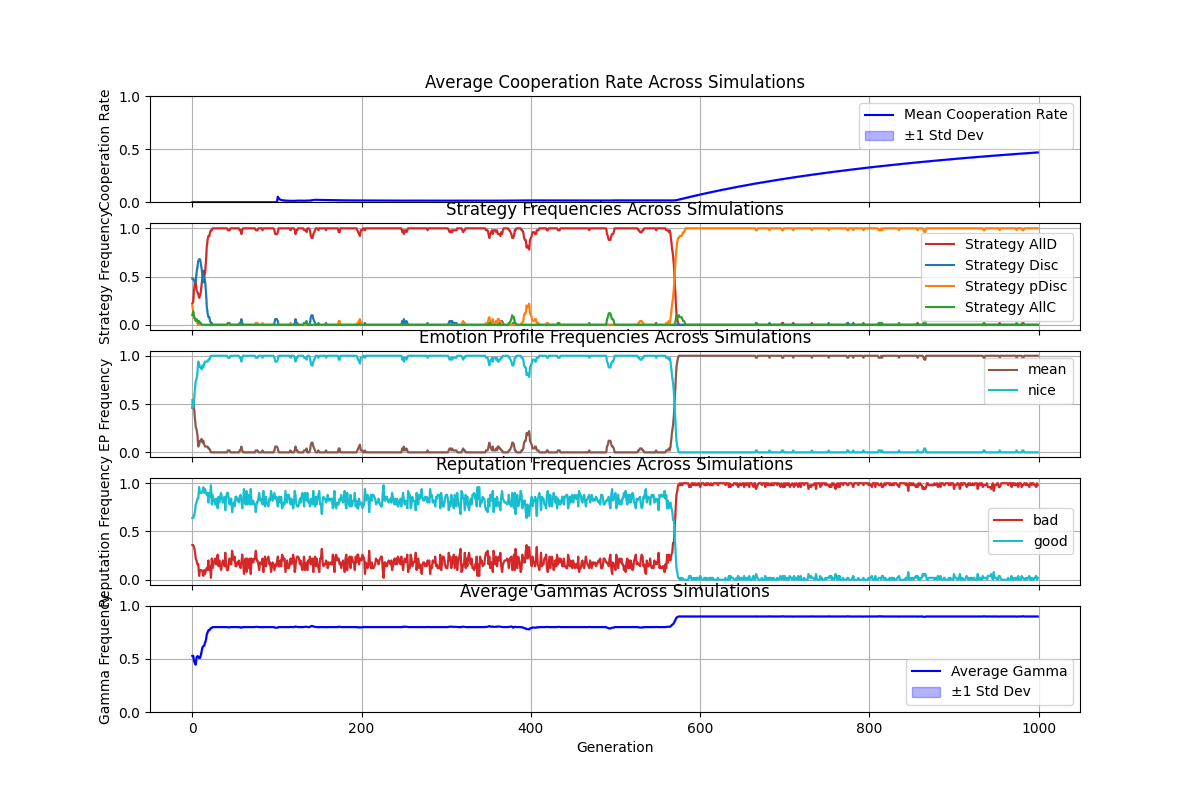 Average Cooperation Rate Across Simulations
Cooperation Rate
1.0
0.5
0.0
Mean Cooperation Rate
±1 Std Dev
Strategy Frequencies Across Simulations
Strategy Frequency
1.0
0.5
0.0
Strategy AllD
Strategy Disc
Strategy pDisc
Strategy AllC
Emotion Profile Frequencies Across Simulations
EP Frequency
1.0
0.5
0.0
mean
nice
Reputation Frequencies Across Simulations
Reputation Frequency
1.0
0.5
0.0
bad
good
Average Gammas Across Simulations
Gamma Frequency
1.0
0.5
0.0
Average Gamma
±1 Std Dev
0 200 400 600 800 1000
Generation